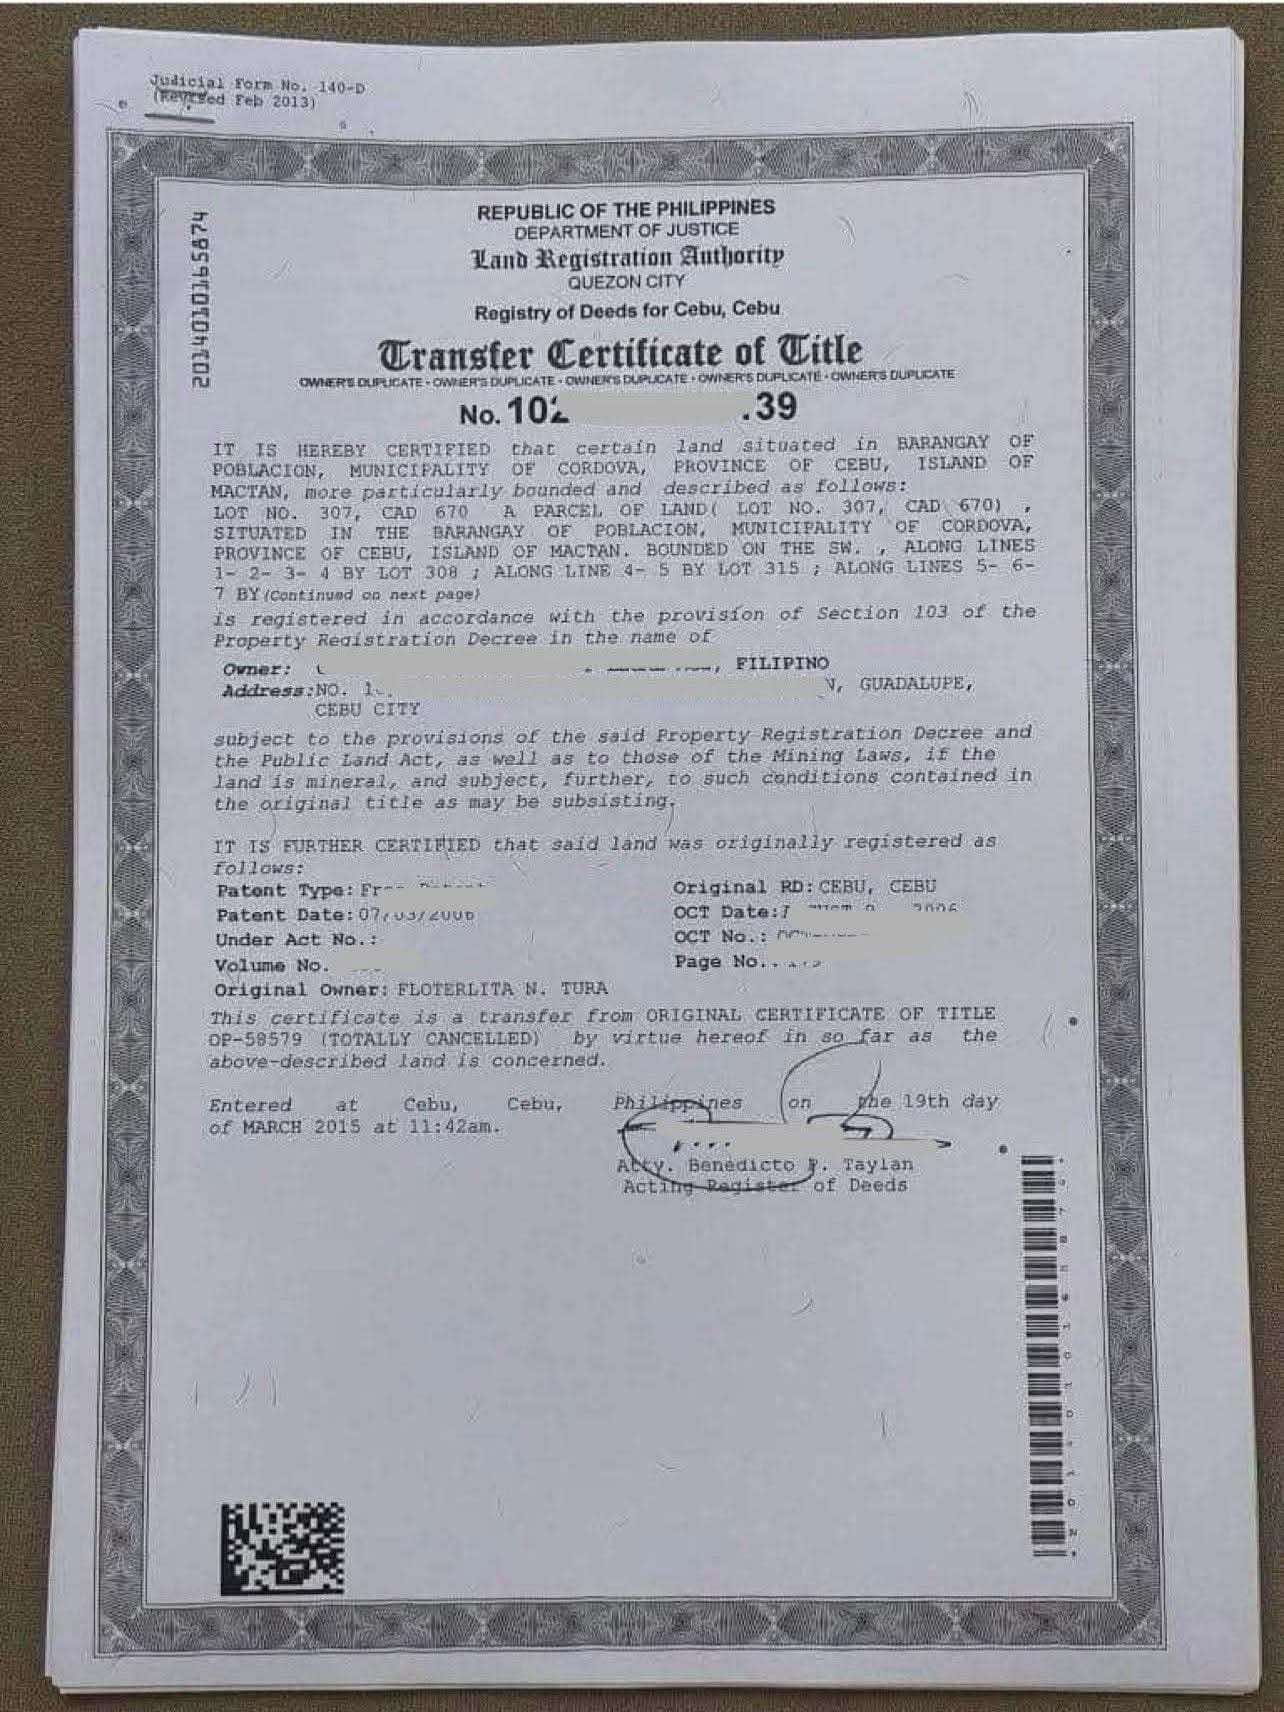 Judicial Form No. 140-D
(Revised Feb 2013)
2014010165874
REPUBLIC OF THE PHILIPPINES
DEPARTMENT OF JUSTICE
Land Registration Authority
QUEZON CITY
Registry of Deeds for Cebu, Cebu
Transfer Certificate of Title
OWNER'S DUPLICATE - OWNER'S DUPLICATE - OWNER'S DUPLICATE - OWNER'S DUPLICATE - OWNER'S DUPLICATE
No. 102 .39
IT IS HEREBY CERTIFIED that certain land situated in BARANGAY OF
POBLACION, MUNICIPALITY OF CORDOVA, PROVINCE OF CEBU, ISLAND OF
MACTAN, more particularly bounded and described as follows:
LOT NO. 307, CAD 670 A PARCEL OF LAND( LOT NO. 307, CAD 670) ,
SITUATED IN THE BARANGAY OF POBLACION, MUNICIPALITY OF CORDOVA,
PROVINCE OF CEBU, ISLAND OF MACTAN. BOUNDED ON THE SW. , ALONG LINES
1- 2- 3- 4 BY LOT 308 ; ALONG LINE 4- 5 BY LOT 315 ; ALONG LINES 5- 6-
7 BY (Continued on next page)
is registered in accordance with the provision of Section 103 of the
Property Registration Decree in the name of
Owner: , FILIPINO
Address:NO. , GUADALUPE,
CEBU CITY
subject to the provisions of the said Property Registration Decree and
the Public Land Act, as well as to those of the Mining Laws, if the
land is mineral, and subject, further, to such conditions contained in
the original title as may be subsisting.
IT IS FURTHER CERTIFIED that said land was originally registered as
follows:
Patent Type: Original RD: CEBU, CEBU
Patent Date: 07/03/2006 OCT Date: 2006
Under Act No.: OCT No.:
Volume No. Page No.
Original Owner: FLOTERLITA N. TURA
This certificate is a transfer from ORIGINAL CERTIFICATE OF TITLE
OP-58579 (TOTALLY CANCELLED) by virtue hereof in so far as the
above-described land is concerned.
Entered at Cebu, Cebu, Philippines on the 19th day
of MARCH 2015 at 11:42am.
Atty. Benedicto P. Taylan
Acting Register of Deeds